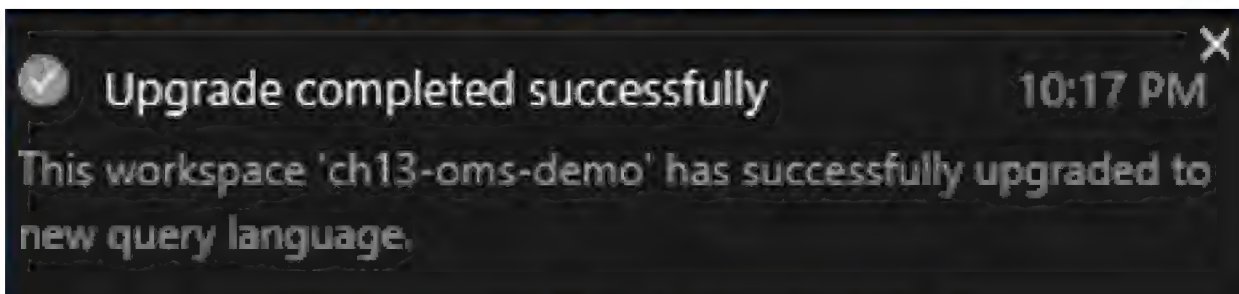 Upgrade completed successfully 10:17 PM
This workspace 'ch13-oms-demo' has successfully upgraded to
new query language.